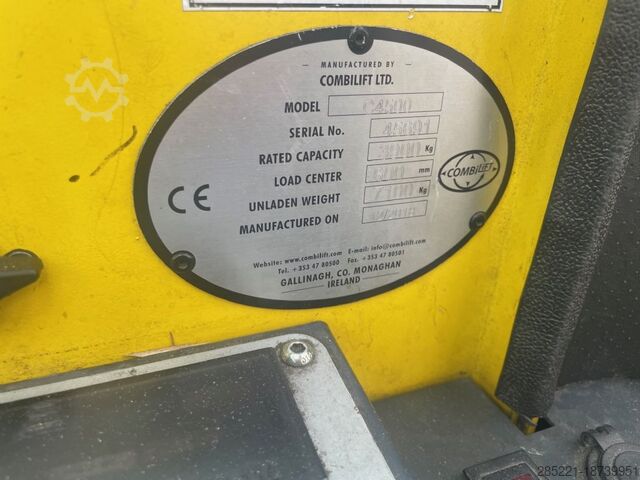 MANUFACTURED BY
COMBILIFT LTD.
MODEL C4500
SERIAL No.
RATED CAPACITY Kg
LOAD CENTER 600 mm
UNLADEN WEIGHT Kg
MANUFACTURED ON
CE
COMBILIFT
Website: www.combilift.com E-mail: info@combilift.com
Tel. +353 47 80500 Fax. +353 47 80501
GALLINAGH, CO. MONAGHAN
IRELAND
285221-18739951